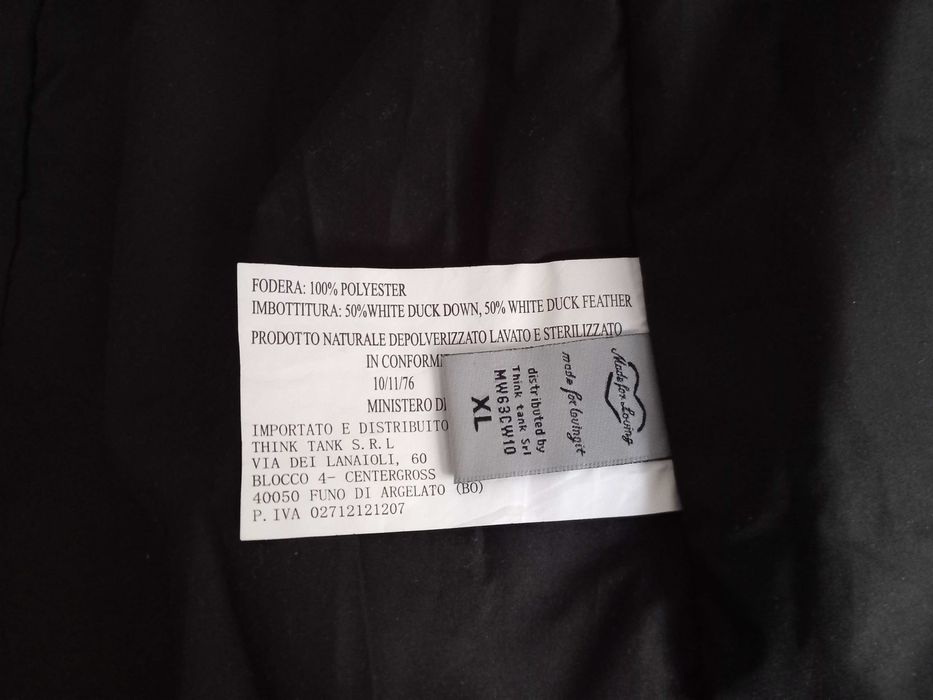 FODERA: 100% POLYESTER
IMBOTTITURA: 50%WHITE DUCK DOWN, 50% WHITE DUCK FEATHER
PRODOTTO NATURALE DEPOLVERIZZATO LAVATO E STERILIZZATO
IN CONFORMI
10/11/76
MINISTERO DE
IMPORTATO E DISTRIBUITO
THINK TANK S.R.L
VIA DEI LANAIOLI, 60
BLOCCO 4- CENTERGROSS
40050 FUNO DI ARGELATO (BO)
P.IVA 02712121207
Made for Loving
made for lovingit
distributed by
Think tank Srl
MW63CW10
XL